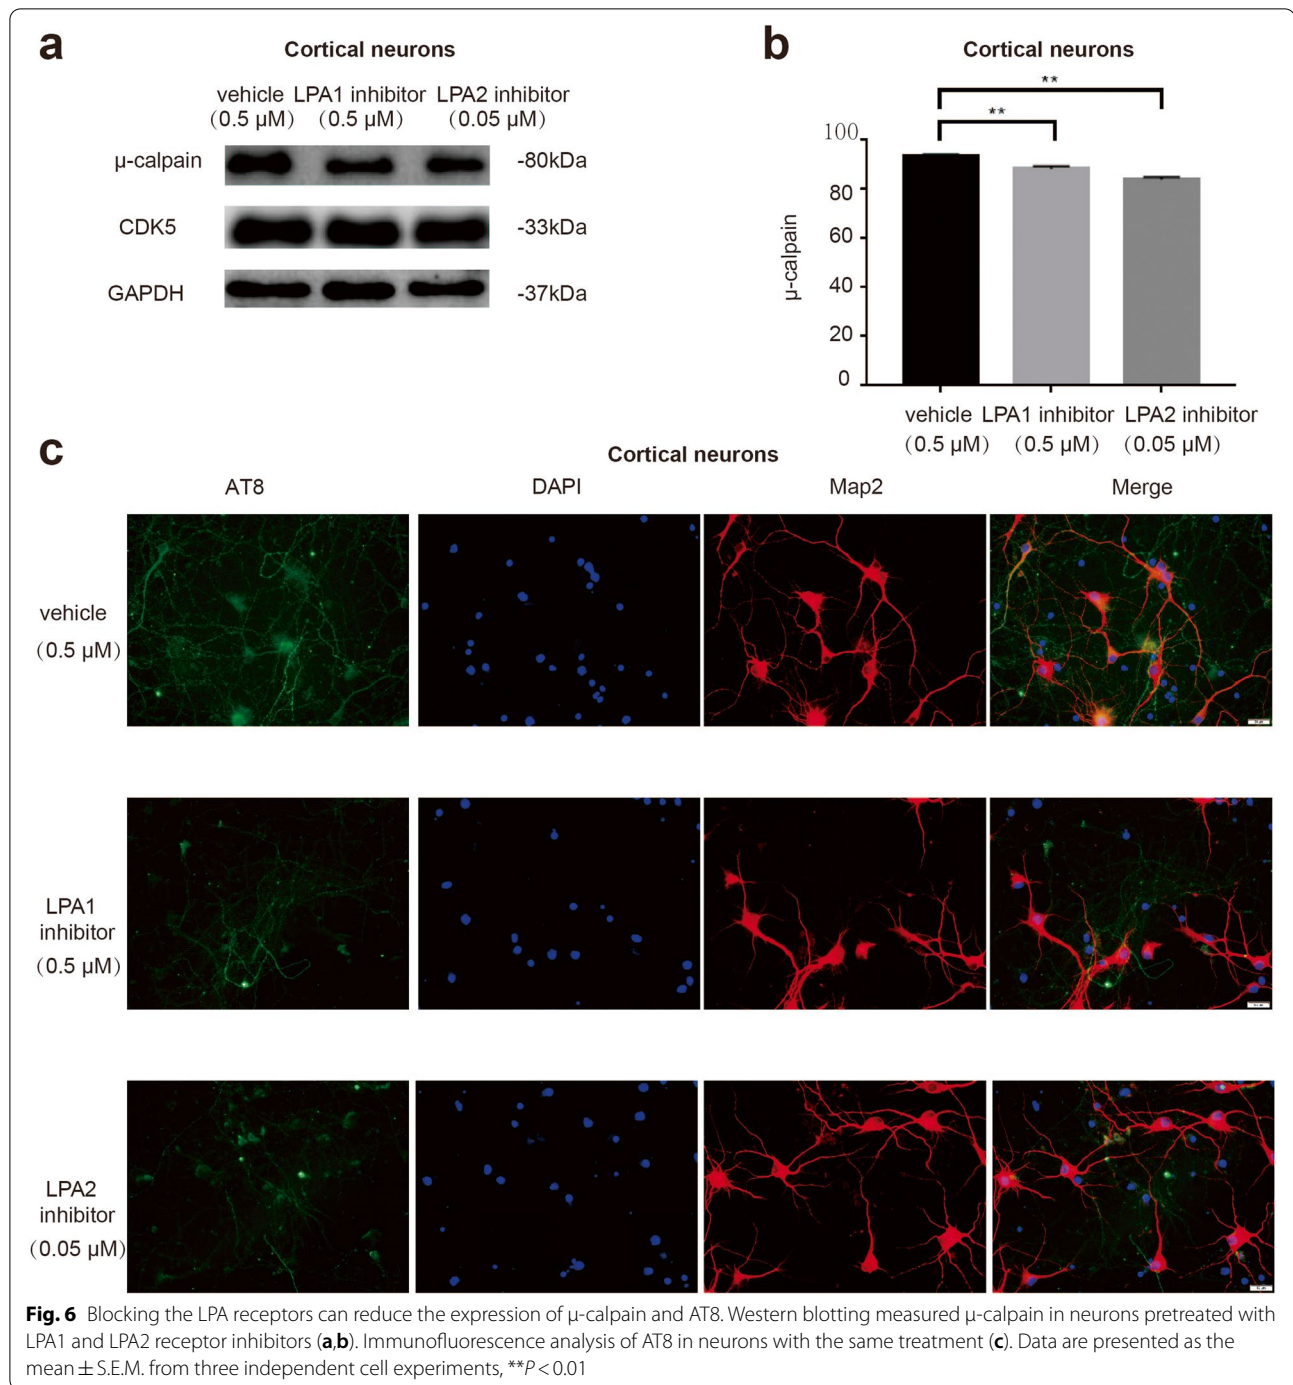 a
Cortical neurons
vehicle LPA1 inhibitor LPA2 inhibitor
(0.5 µM) (0.5 µM) (0.05 µM)
µ-calpain -80kDa
CDK5 -33kDa
GAPDH -37kDa
b
Cortical neurons
**
**
100
80
60
40
20
0
µ-calpain
vehicle LPA1 inhibitor LPA2 inhibitor
(0.5 µM) (0.5 µM) (0.05 µM)
c
Cortical neurons
AT8 DAPI Map2 Merge
vehicle
(0.5 µM)
LPA1
inhibitor
(0.5 µM)
LPA2
inhibitor
(0.05 µM)
Fig. 6 Blocking the LPA receptors can reduce the expression of µ-calpain and AT8. Western blotting measured µ-calpain in neurons pretreated with
LPA1 and LPA2 receptor inhibitors (a,b). Immunofluorescence analysis of AT8 in neurons with the same treatment (c). Data are presented as the
mean ± S.E.M. from three independent cell experiments, **P < 0.01